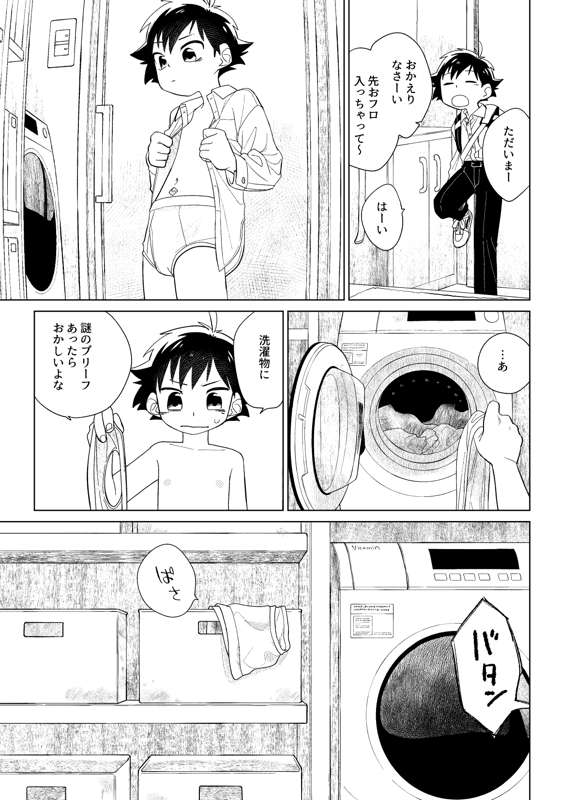 ただいまー
おかえり
なさーい
先おフロ
入っちゃって〜
はーい
…あ
洗濯物に
謎のブリーフ
あったら
おかしいよな
Vitamin
バタン
ぱさ